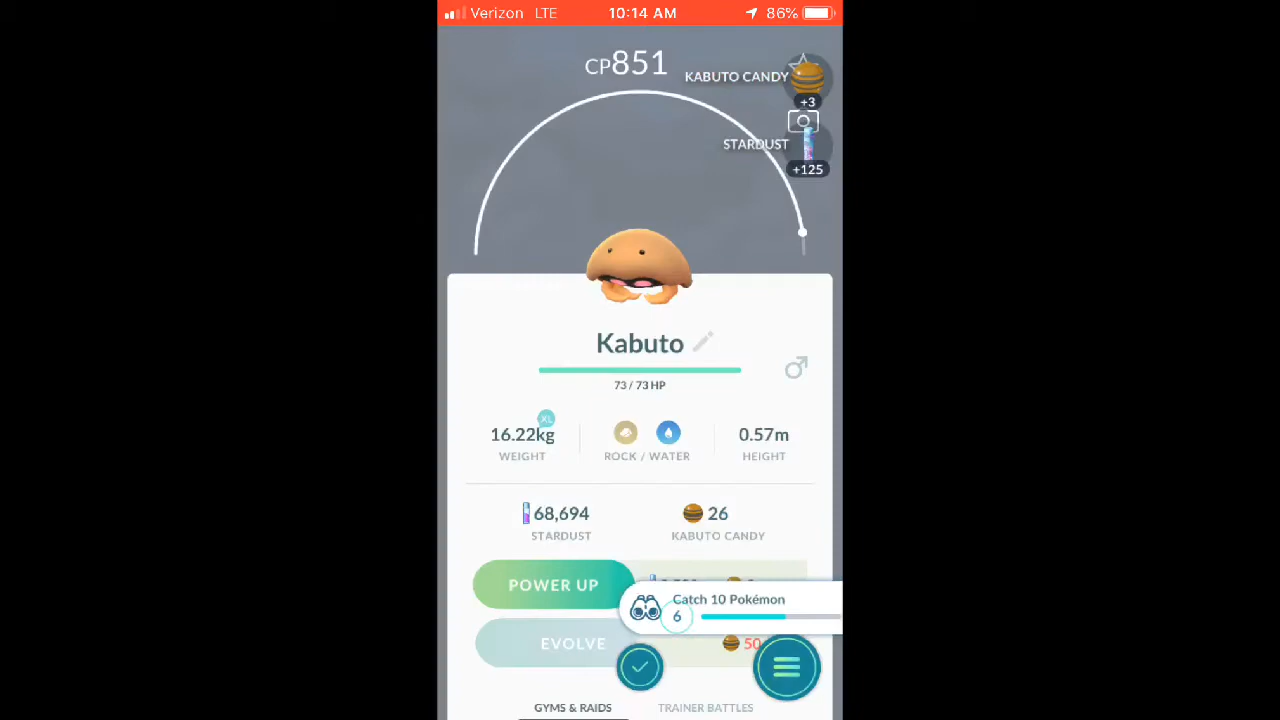 Verizon LTE 10:14 AM 86%
CP851
KABUTO CANDY
+3
STARDUST
+125
Kabuto
73 / 73 HP
XL
16.22kg 0.57m
WEIGHT ROCK / WATER HEIGHT
68,694 26
STARDUST KABUTO CANDY
POWER UP
Catch 10 Pokémon
6
EVOLVE 50
GYMS & RAIDS TRAINER BATTLES